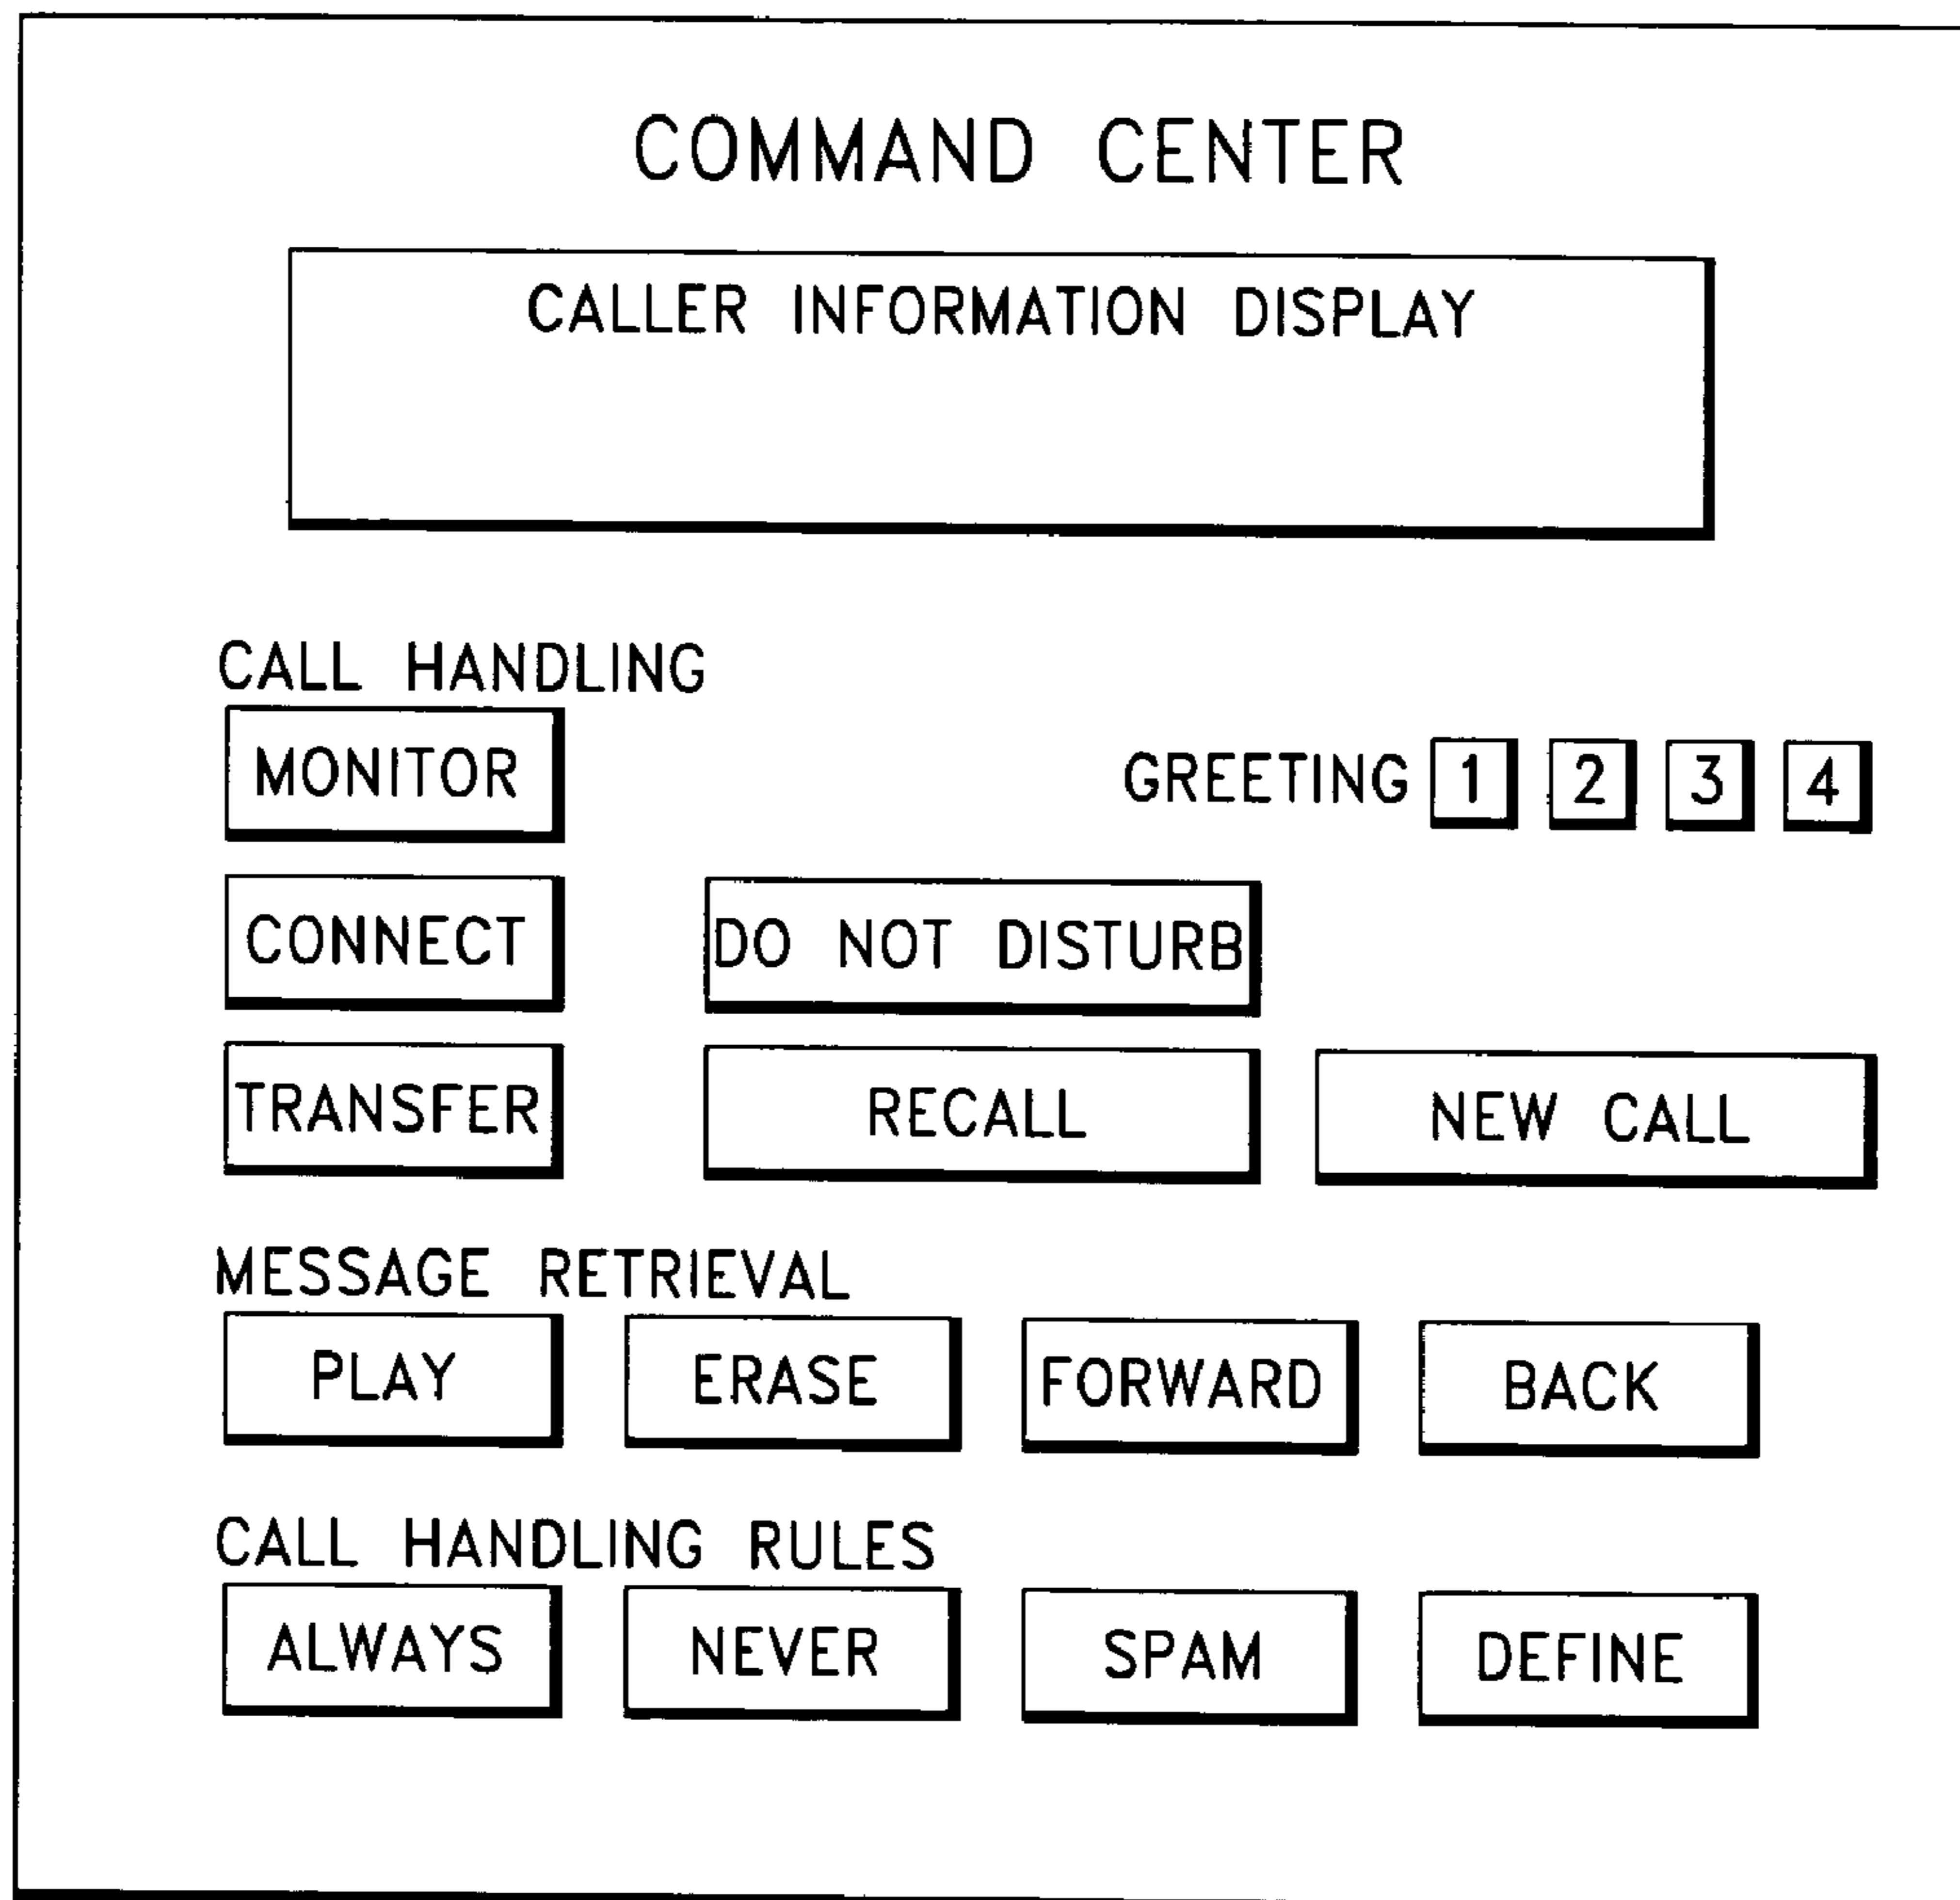 COMMAND CENTER
CALLER INFORMATION DISPLAY
CALL HANDLING
MONITOR GREETING 1 2 3 4
CONNECT DO NOT DISTURB
TRANSFER RECALL NEW CALL
MESSAGE RETRIEVAL
PLAY ERASE FORWARD BACK
CALL HANDLING RULES
ALWAYS NEVER SPAM DEFINE